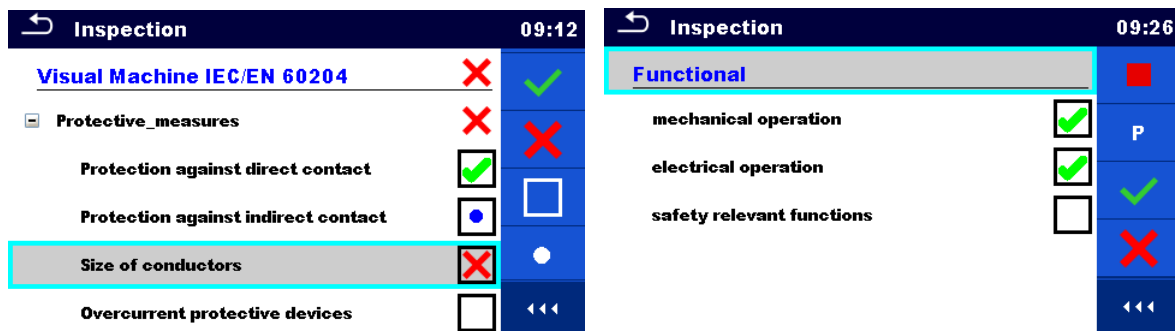 Inspection 09:12
Visual Machine IEC/EN 60204
Protective_measures
Protection against direct contact
Protection against indirect contact
Size of conductors
Overcurrent protective devices
Inspection 09:26
Functional
mechanical operation
P
electrical operation
safety relevant functions